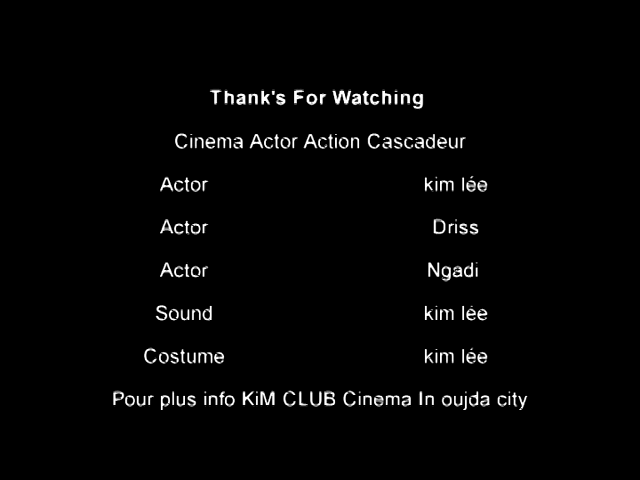 Thank's For Watching
Cinema Actor Action Cascadeur
Actor kim lée
Actor Driss
Actor Ngadi
Sound kim lée
Costume kim lée
Pour plus info KiM CLUB Cinema In oujda city